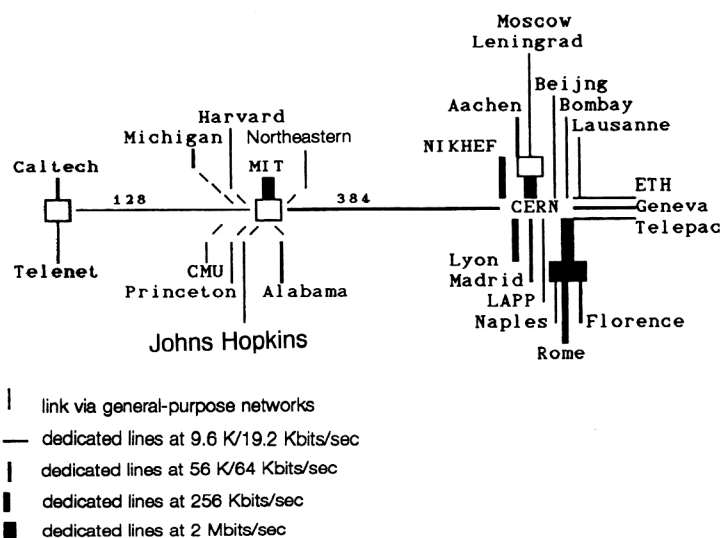 Moscow
Leningrad
Beijng
Harvard
Aachen
Bombay
Michigan
Northeastern
Lausanne
NIKHEF
Caltech
MIT
ETH
128
384
CERN
Geneva
Telepac
Telenet
CMU
Lyon
Princeton
Alabama
Madrid
LAPP
Naples
Florence
Johns Hopkins
Rome
link via general-purpose networks
dedicated lines at 9.6 K/19.2 Kbits/sec
dedicated lines at 56 K/64 Kbits/sec
dedicated lines at 256 Kbits/sec
dedicated lines at 2 Mbits/sec